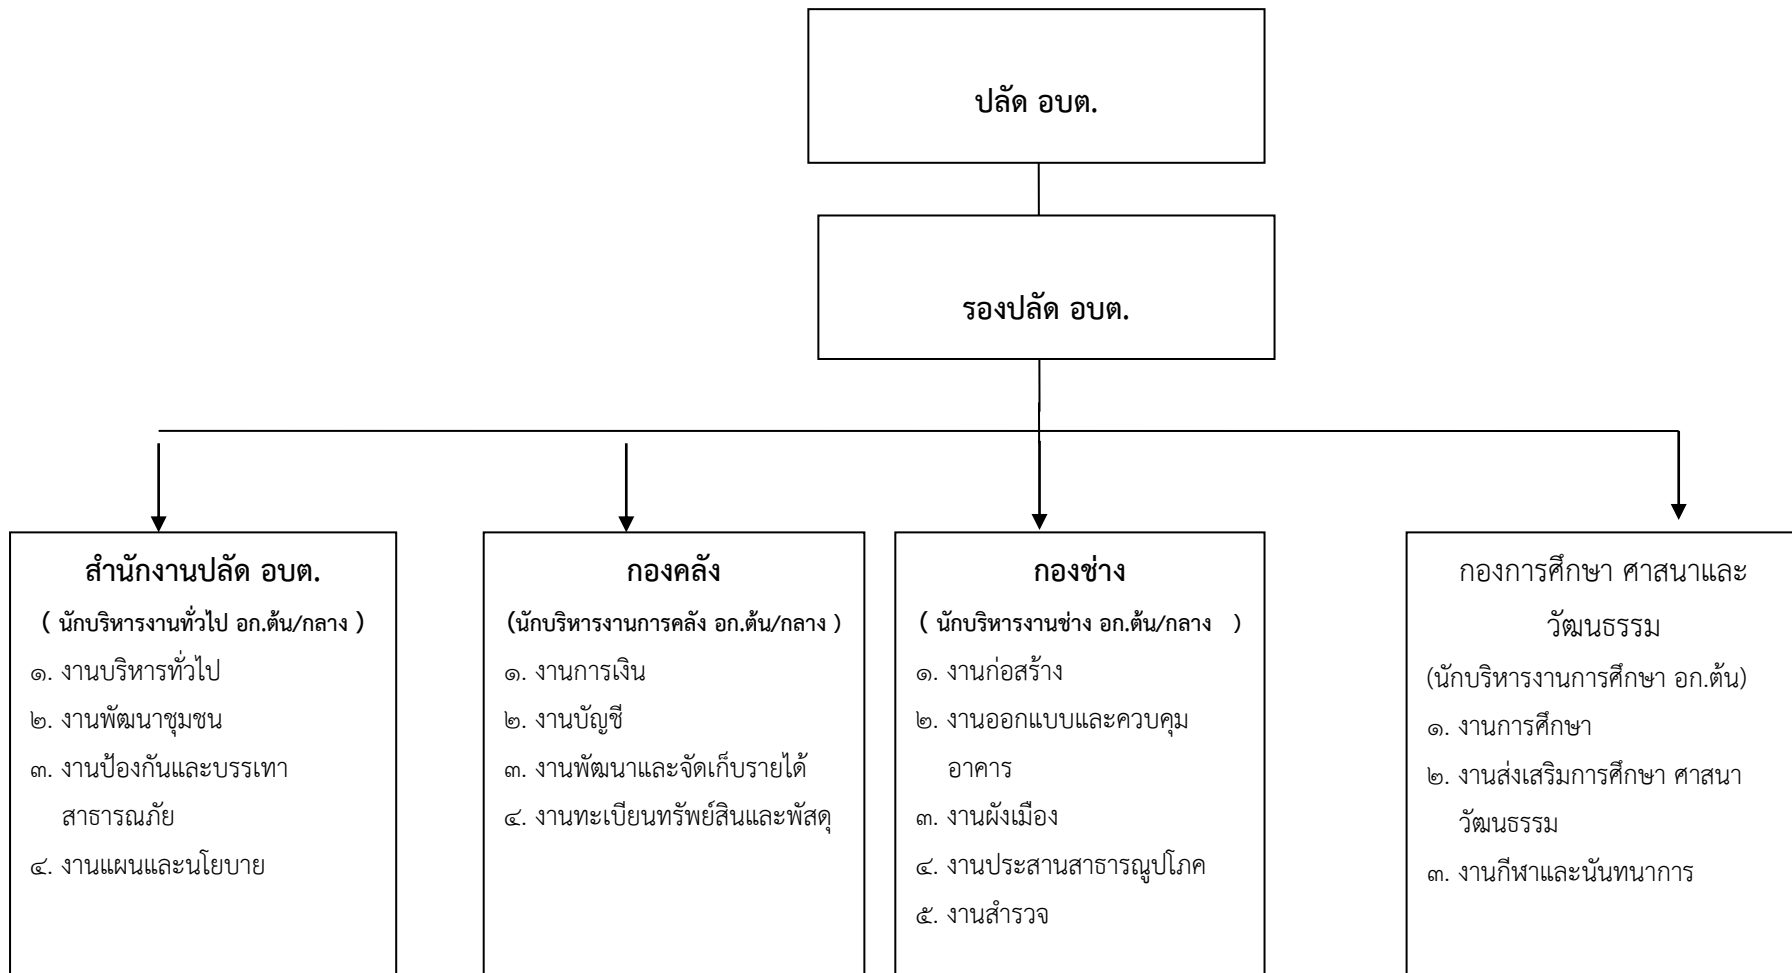 ปลัด อบต.
รองปลัด อบต.
สำนักงานปลัด อบต.
( นักบริหารงานทั่วไป อก.ต้น/กลาง )
๑. งานบริหารทั่วไป
๒. งานพัฒนาชุมชน
๓. งานป้องกันและบรรเทา
สาธารณภัย
๔. งานแผนและนโยบาย
กองคลัง
(นักบริหารงานการคลัง อก.ต้น/กลาง )
๑. งานการเงิน
๒. งานบัญชี
๓. งานพัฒนาและจัดเก็บรายได้
๔. งานทะเบียนทรัพย์สินและพัสดุ
กองช่าง
( นักบริหารงานช่าง อก.ต้น/กลาง )
๑. งานก่อสร้าง
๒. งานออกแบบและควบคุม
อาคาร
๓. งานผังเมือง
๔. งานประสานสาธารณูปโภค
๕. งานสำรวจ
กองการศึกษา ศาสนาและ
วัฒนธรรม
(นักบริหารงานการศึกษา อก.ต้น)
๑. งานการศึกษา
๒. งานส่งเสริมการศึกษา ศาสนา
วัฒนธรรม
๓. งานกีฬาและนันทนาการ